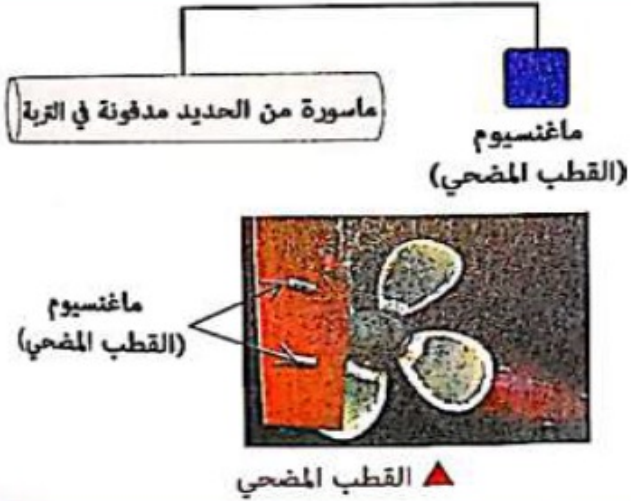 ماسورة من الحديد مدفونة في التربة
ماغنسيوم
(القطب المضحي)
ماغنسيوم
(القطب المضحي)
▲ القطب المضحي